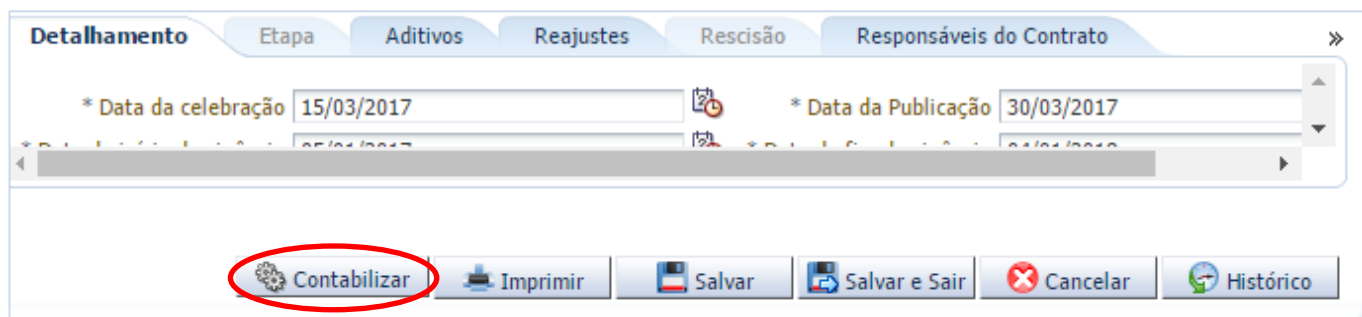 Detalhamento Etapa Aditivos Reajustes Rescisão Responsáveis do Contrato »
* Data da celebração 15/03/2017 * Data da Publicação 30/03/2017
Contabilizar Imprimir Salvar Salvar e Sair Cancelar Histórico